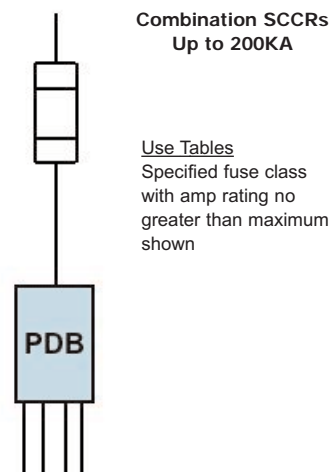 Combination SCCRs
Up to 200KA
Use Tables
Specified fuse class
with amp rating no
greater than maximum
shown
PDB